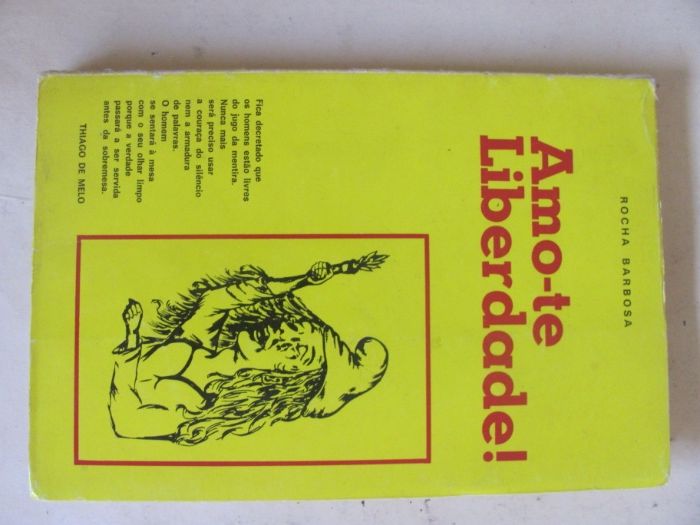 ROCHA BARBOSA
Amo-te
Liberdade!
Fica decretado que
os homens estão livres
do jugo da mentira.
Nunca mais
será preciso usar
a couraça do silêncio
nem a armadura
de palavras.
O homem
se sentará à mesa
com o seu olhar limpo
porque a verdade
passará a ser servida
antes da sobremesa.
THIAGO DE MELO